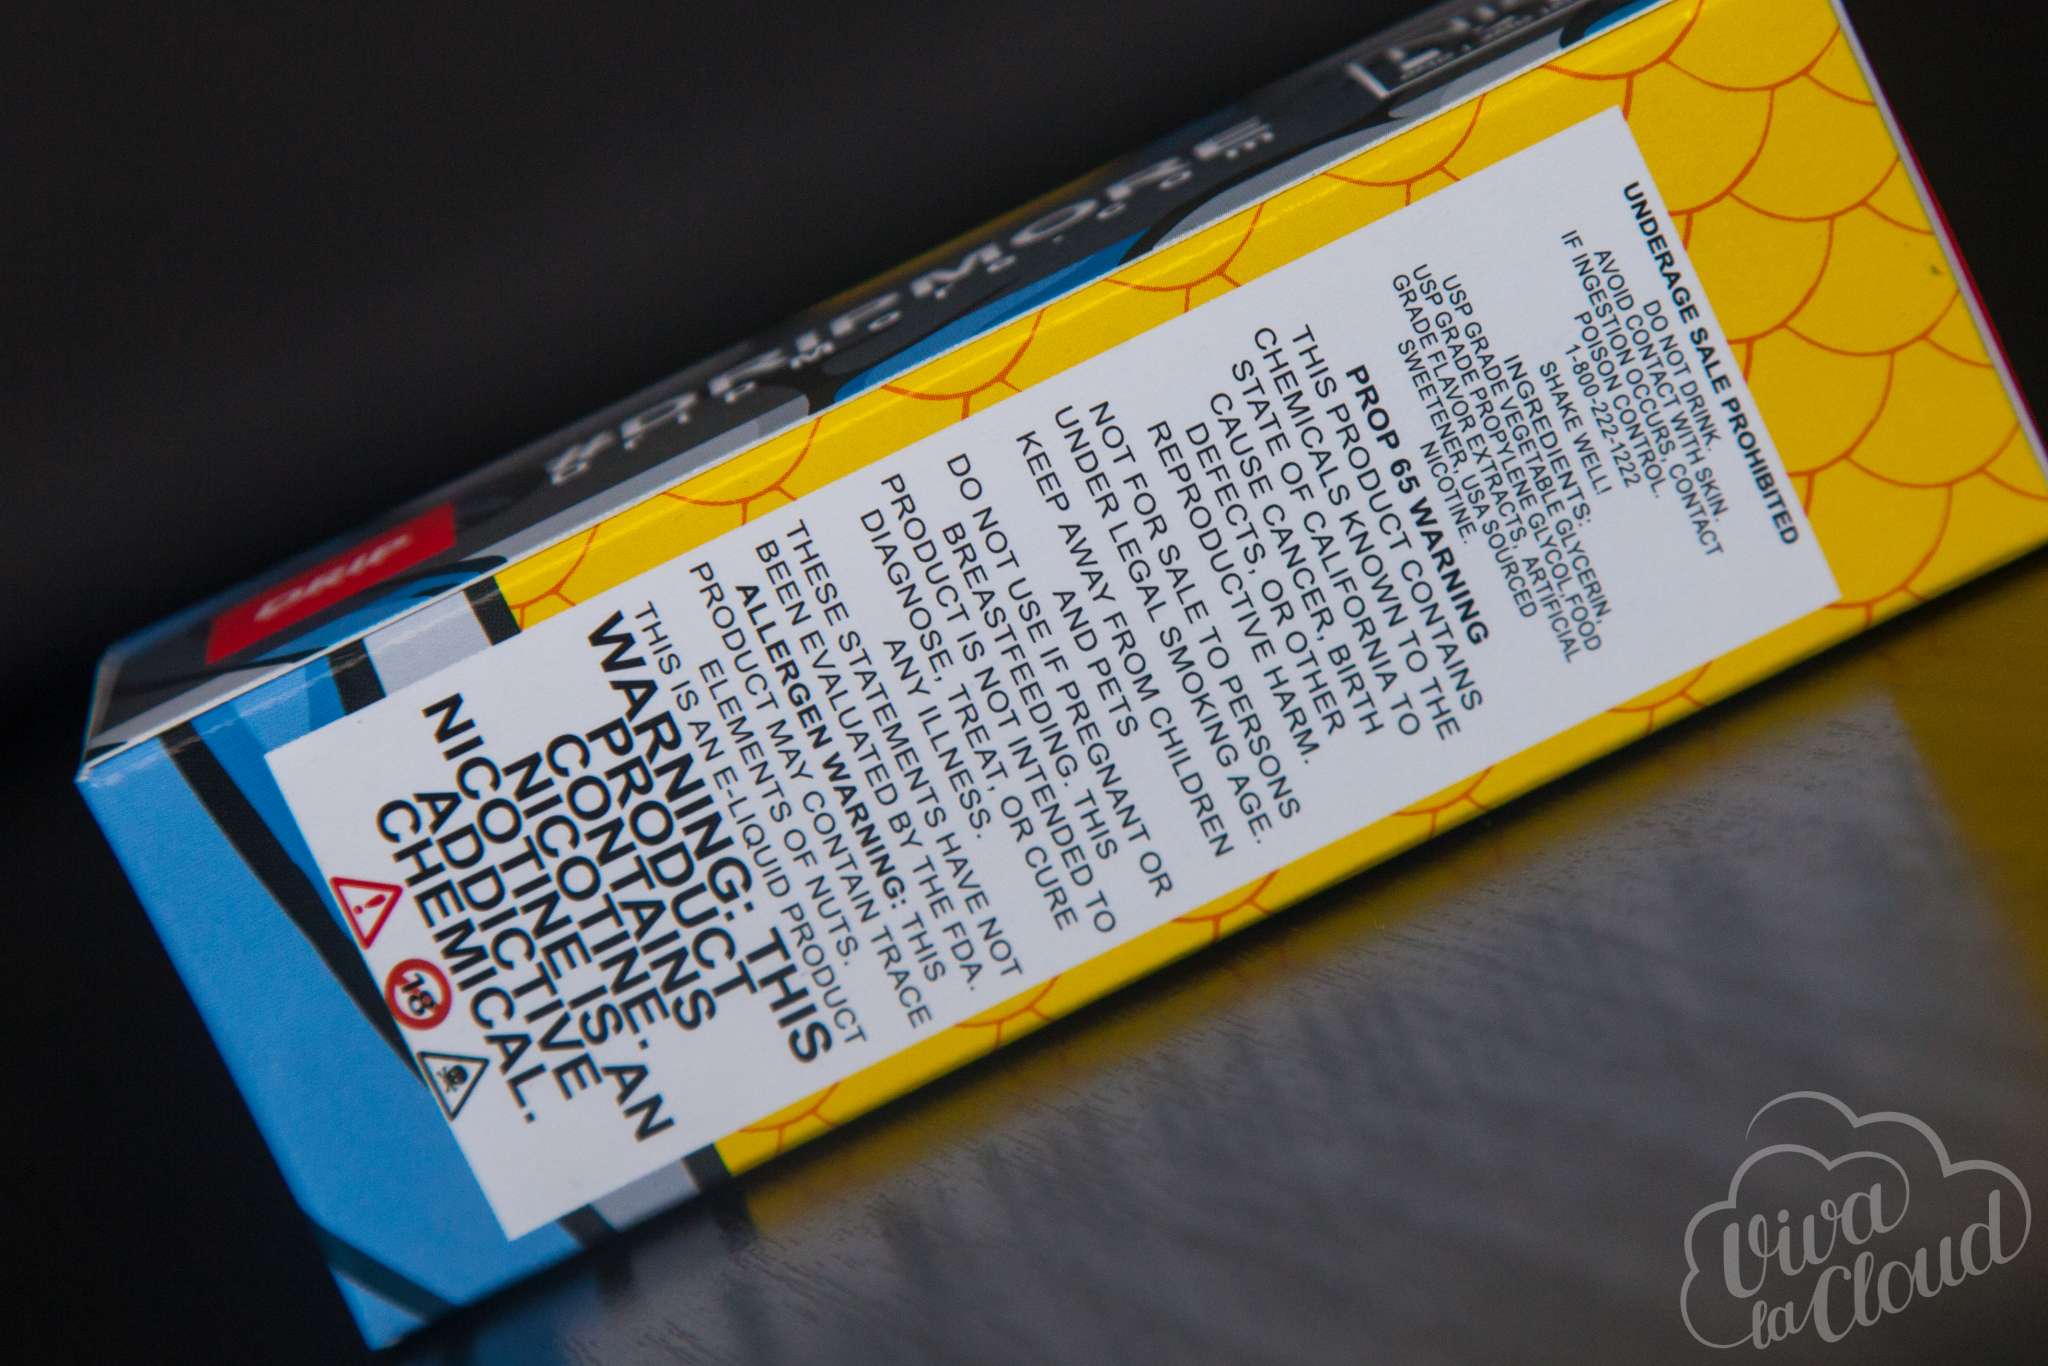 UNDERAGE SALE PROHIBITED
DO NOT DRINK.
AVOID CONTACT WITH SKIN.
IF INGESTION OCCURS, CONTACT
POISON CONTROL.
1-800-222-1222
SHAKE WELL!
INGREDIENTS:
USP GRADE VEGETABLE GLYCERIN,
USP GRADE PROPYLENE GLYCOL,FOOD
GRADE FLAVOR EXTRACTS, ARTIFICIAL
SWEETENER, USA SOURCED
NICOTINE.
PROP 65 WARNING
THIS PRODUCT CONTAINS
CHEMICALS KNOWN TO THE
STATE OF CALIFORNIA TO
CAUSE CANCER, BIRTH
DEFECTS, OR OTHER
REPRODUCTIVE HARM.
NOT FOR SALE TO PERSONS
UNDER LEGAL SMOKING AGE.
KEEP AWAY FROM CHILDREN
AND PETS
DO NOT USE IF PREGNANT OR
BREASTFEEDING. THIS
PRODUCT IS NOT INTENDED TO
DIAGNOSE, TREAT, OR CURE
ANY ILLNESS.
THESE STATEMENTS HAVE NOT
BEEN EVALUATED BY THE FDA.
ALLERGEN WARNING: THIS
PRODUCT MAY CONTAIN TRACE
ELEMENTS OF NUTS.
THIS IS AN E-LIQUID PRODUCT
WARNING: THIS
PRODUCT
CONTAINS
NICOTINE.
NICOTINE IS AN
ADDICTIVE
CHEMICAL.
18
#DRIPMORE
DRIP
Viva
la Cloud